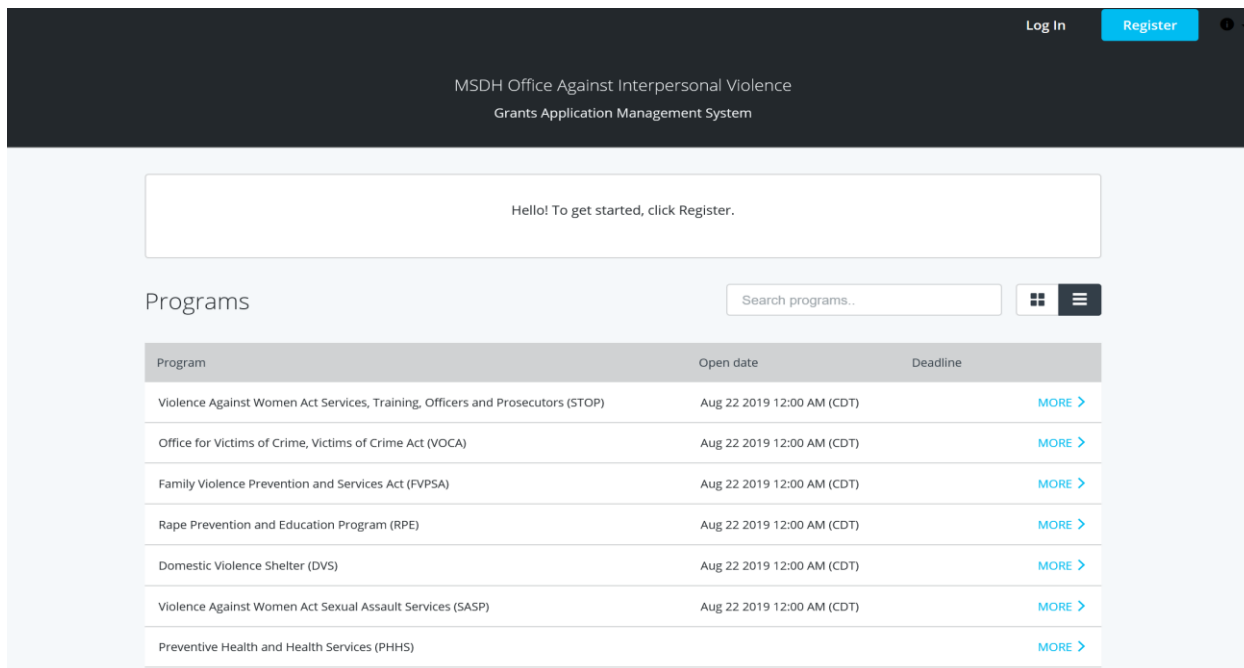 Log In Register
MSDH Office Against Interpersonal Violence
Grants Application Management System
Hello! To get started, click Register.
Programs Search programs..
Program Open date Deadline
Violence Against Women Act Services, Training, Officers and Prosecutors (STOP) Aug 22 2019 12:00 AM (CDT) MORE
Office for Victims of Crime, Victims of Crime Act (VOCA) Aug 22 2019 12:00 AM (CDT) MORE
Family Violence Prevention and Services Act (FVPSA) Aug 22 2019 12:00 AM (CDT) MORE
Rape Prevention and Education Program (RPE) Aug 22 2019 12:00 AM (CDT) MORE
Domestic Violence Shelter (DVS) Aug 22 2019 12:00 AM (CDT) MORE
Violence Against Women Act Sexual Assault Services (SASP) Aug 22 2019 12:00 AM (CDT) MORE
Preventive Health and Health Services (PHHS) MORE